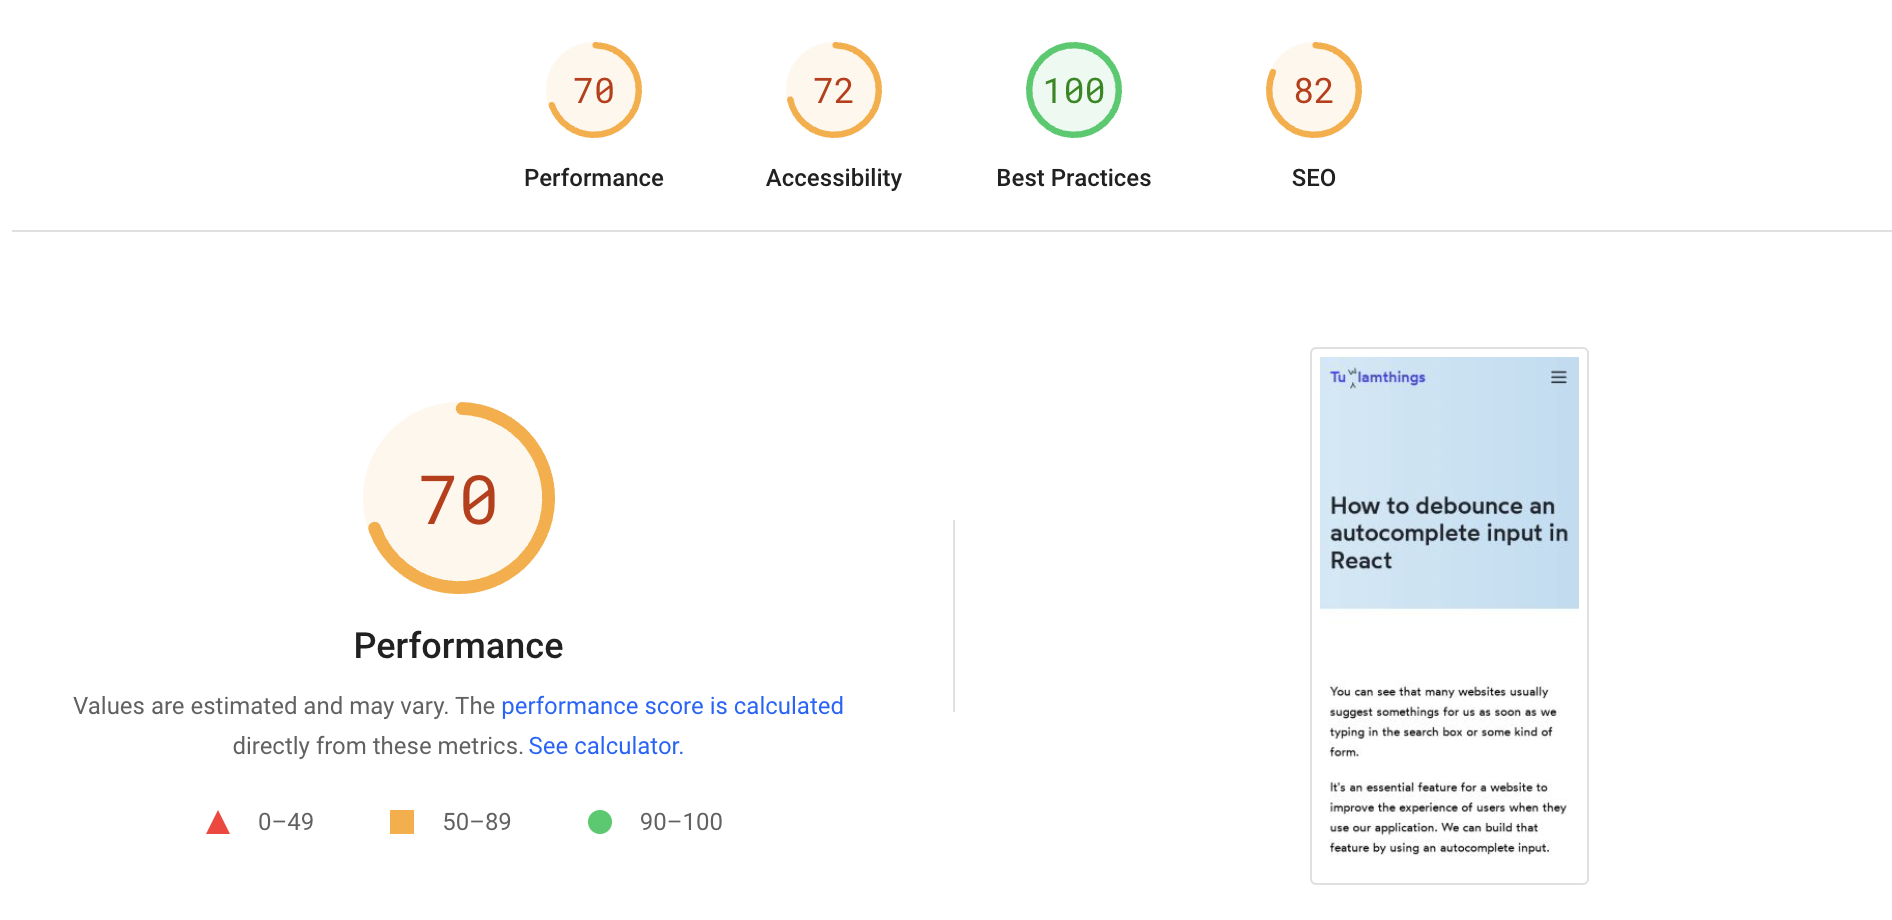 70
72
100
82
Performance
Accessibility
Best Practices
SEO
70
Performance
Values are estimated and may vary. The performance score is calculated
directly from these metrics. See calculator.
0–49
50–89
90–100
Tu lamthings
How to debounce an
autocomplete input in
React
You can see that many websites usually
suggest somethings for us as soon as we
typing in the search box or some kind of
form.
It's an essential feature for a website to
improve the experience of users when they
use our application. We can build that
feature by using an autocomplete input.